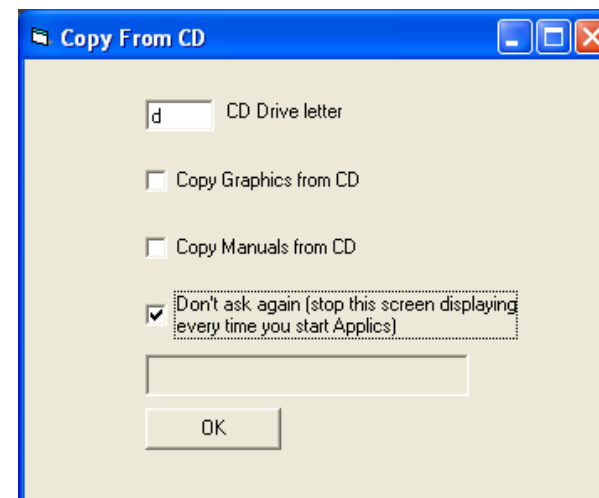 Copy From CD
d CD Drive letter
Copy Graphics from CD
Copy Manuals from CD
Don't ask again (stop this screen displaying
every time you start Applics)
OK